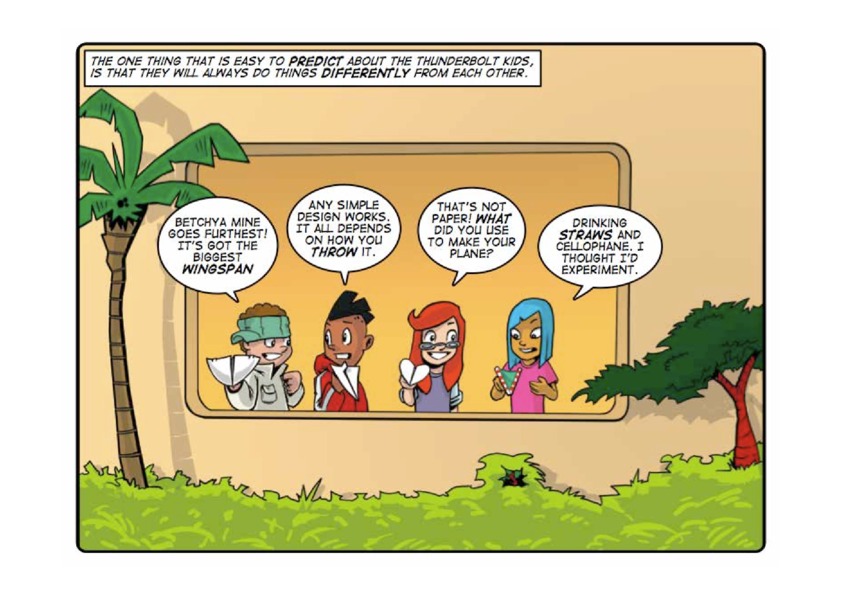 THE ONE THING THAT IS EASY TO PREDICT ABOUT THE THUNDERBOLT KIDS,
IS THAT THEY WILL ALWAYS DO THINGS DIFFERENTLY FROM EACH OTHER.
BETCHYA MINE
GOES FURTHEST!
IT'S GOT THE
BIGGEST
WINGSPAN
ANY SIMPLE
DESIGN WORKS.
IT ALL DEPENDS
ON HOW YOU
THROW IT.
THAT'S NOT
PAPER! WHAT
DID YOU USE
TO MAKE YOUR
PLANE?
DRINKING
STRAWS AND
CELLOPHANE. I
THOUGHT I'D
EXPERIMENT.